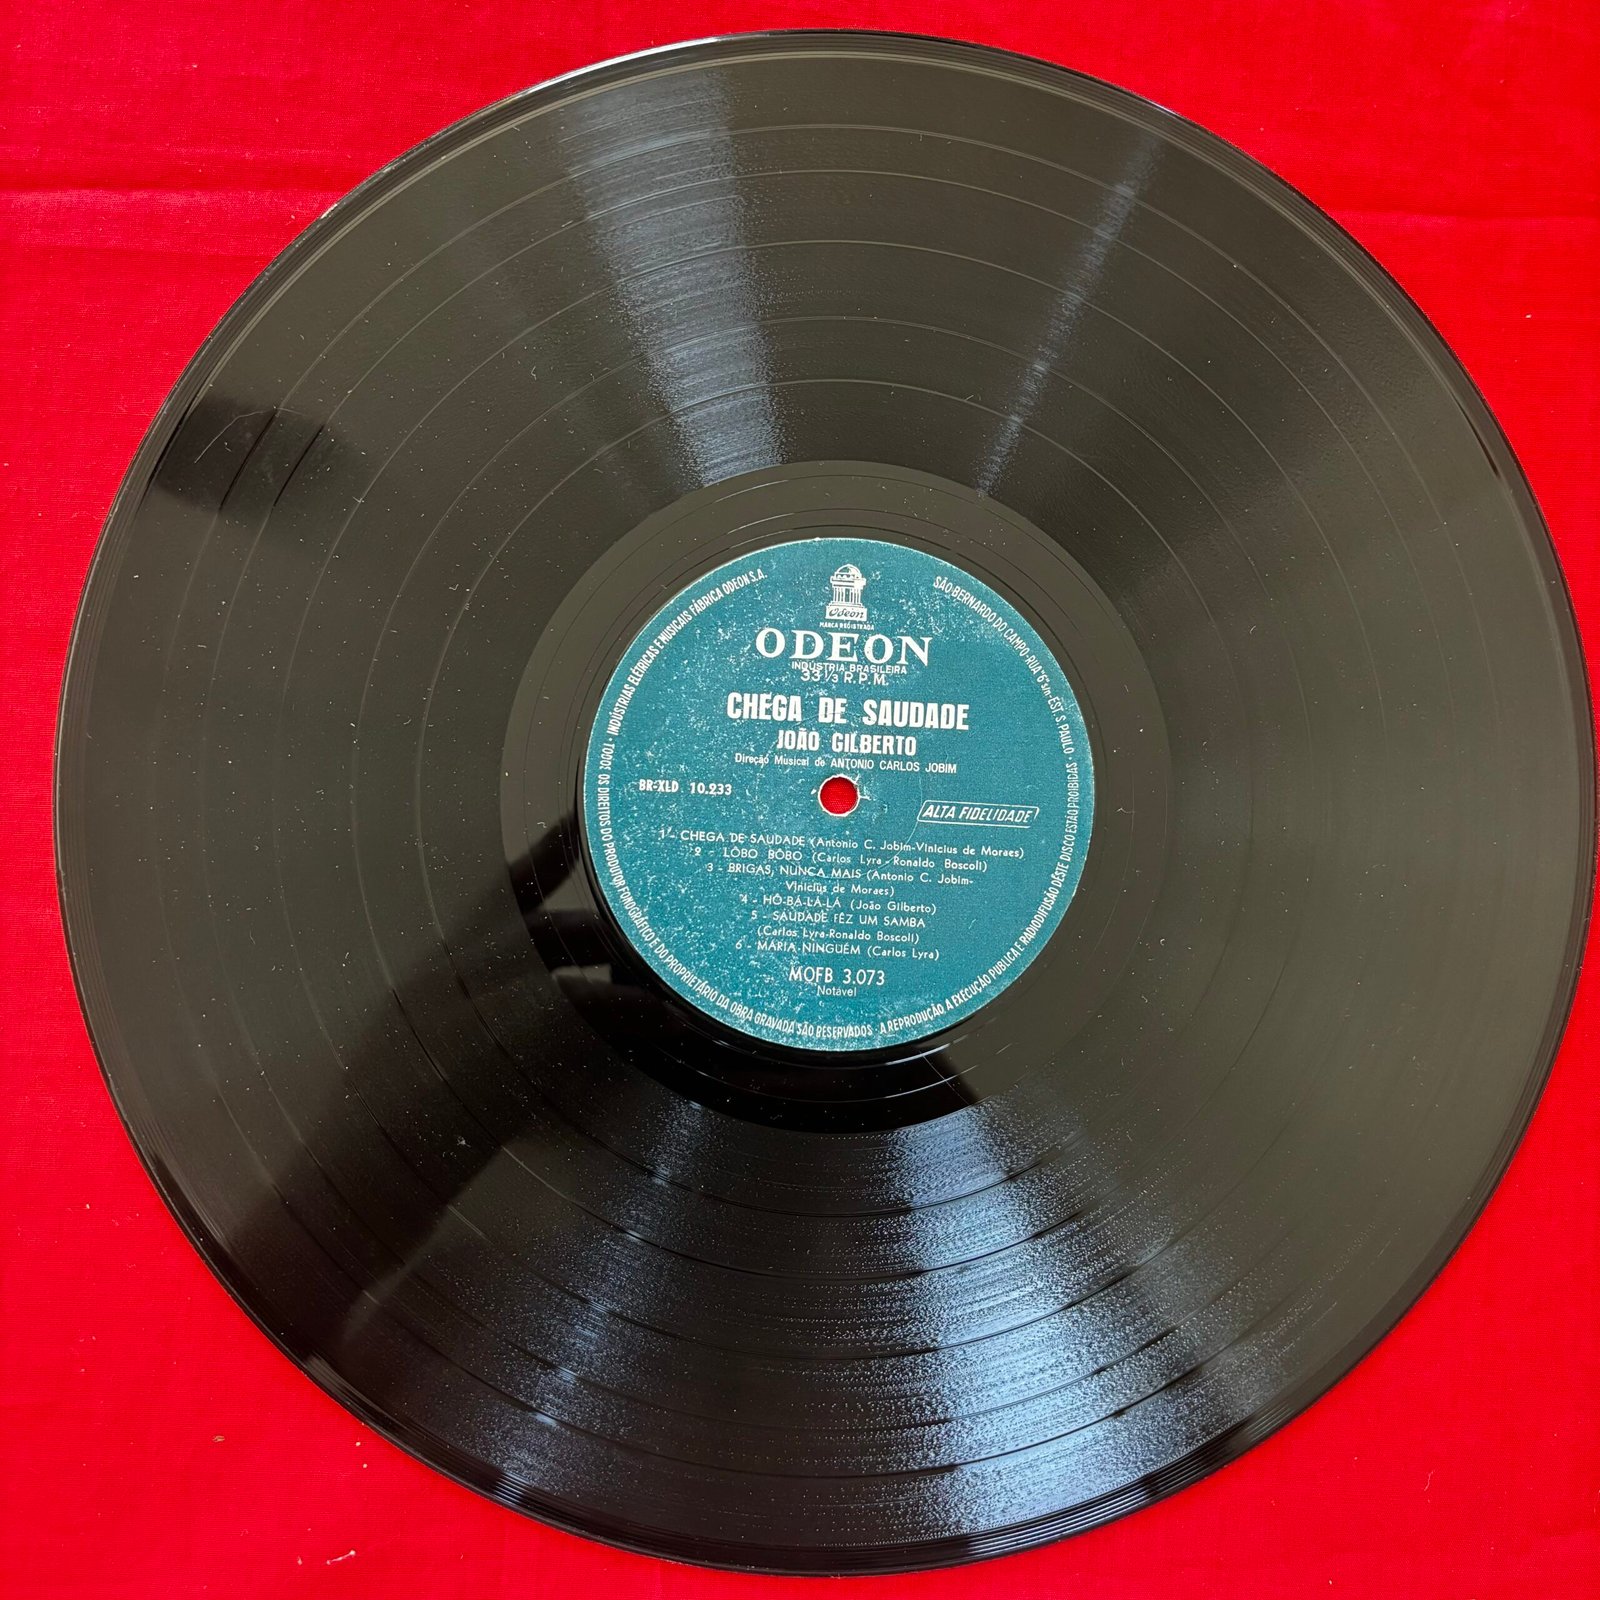 Odeon
MARCA REGISTRADA
ODEON
INDÚSTRIA BRASILEIRA
33 1/3 R.P.M.
CHEGA DE SAUDADE
JOÃO GILBERTO
Direção Musical de ANTONIO CARLOS JOBIM
BR-XLD 10.233
ALTA FIDELIDADE
1 - CHEGA DE SAUDADE (Antonio C. Jobim-Vinicius de Moraes)
2 LÔBO BÔBO (Carlos Lyra-Ronaldo Boscoli)
3 - BRIGAS, NUNCA MAIS (Antonio C. Jobim-
Vinicius de Moraes)
4 - HÔ-BÁ-LÁ-LÁ (João Gilberto)
5 - SAUDADE FÊZ UM SAMBA
(Carlos Lyra-Ronaldo Boscoli)
6 - MARIA NINGUÉM (Carlos Lyra)
MOFB 3.073
Notável
INDÚSTRIAS ELÉTRICAS E MUSICAIS FÁBRICA ODEON S.A.
SÃO BERNARDO DO CAMPO-RUA "6" s/n-EST. S. PAULO
TODOS OS DIREITOS DO PRODUTOR FONOGRÁFICO E DO PROPRIETÁRIO DA OBRA GRAVADA SÃO RESERVADOS · A REPRODUÇÃO, A EXECUÇÃO PUBLICA E RADIODIFUSÃO DÊSTE DISCO ESTÃO PROIBIDAS